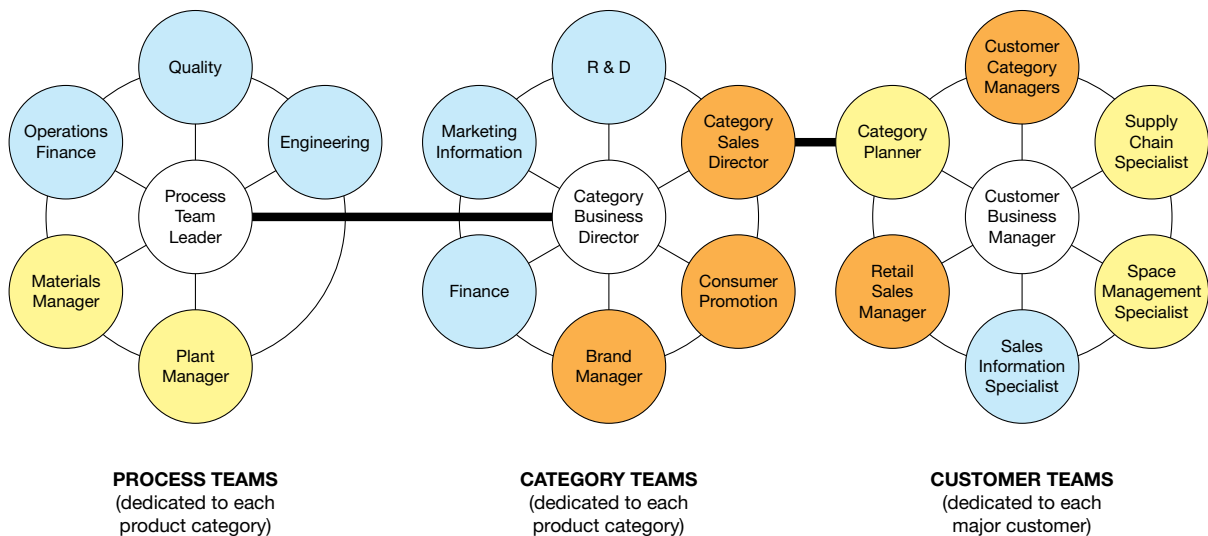 Quality
Operations
Finance
Engineering
Process
Team
Leader
Materials
Manager
Plant
Manager
PROCESS TEAMS
(dedicated to each
product category)
R & D
Marketing
Information
Category
Sales
Director
Category
Business
Director
Finance
Consumer
Promotion
Brand
Manager
CATEGORY TEAMS
(dedicated to each
product category)
Customer
Category
Managers
Category
Planner
Supply
Chain
Specialist
Customer
Business
Manager
Retail
Sales
Manager
Space
Management
Specialist
Sales
Information
Specialist
CUSTOMER TEAMS
(dedicated to each
major customer)